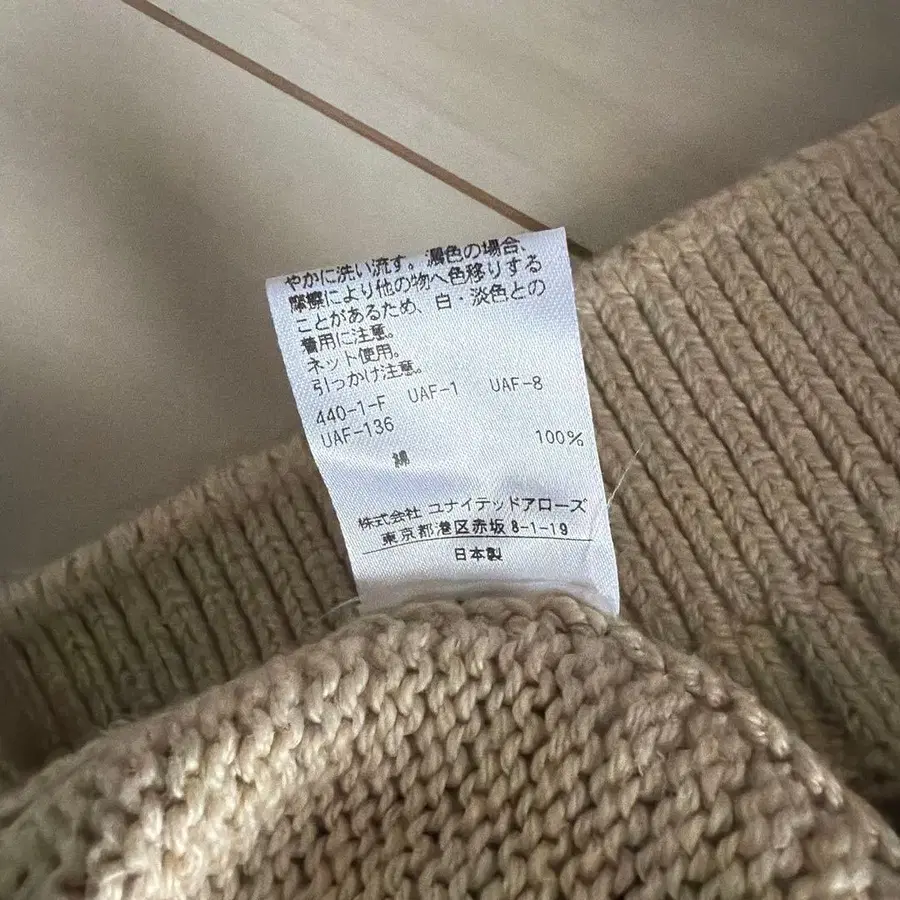 やかに洗い流す。濃色の場合、
摩擦により他の物へ色移りする
ことがあるため、白・淡色との
着用に注意。
ネット使用。
引っかけ注意。
440-1-F UAF-1 UAF-8
UAF-136
綿 100%
株式会社 ユナイテッドアローズ
東京都港区赤坂 8-1-19
日本製